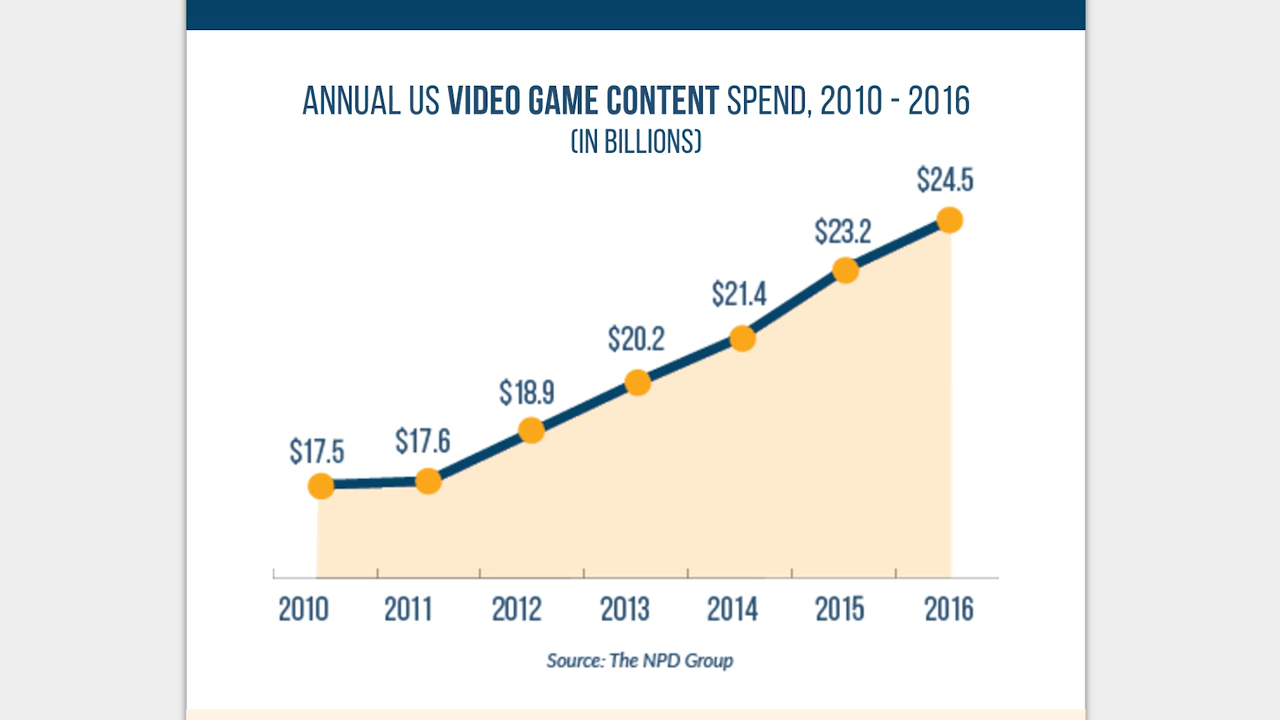 ANNUAL US VIDEO GAME CONTENT SPEND, 2010 - 2016
(IN BILLIONS)
$17.5
$17.6
$18.9
$20.2
$21.4
$23.2
$24.5
2010 2011 2012 2013 2014 2015 2016
Source: The NPD Group